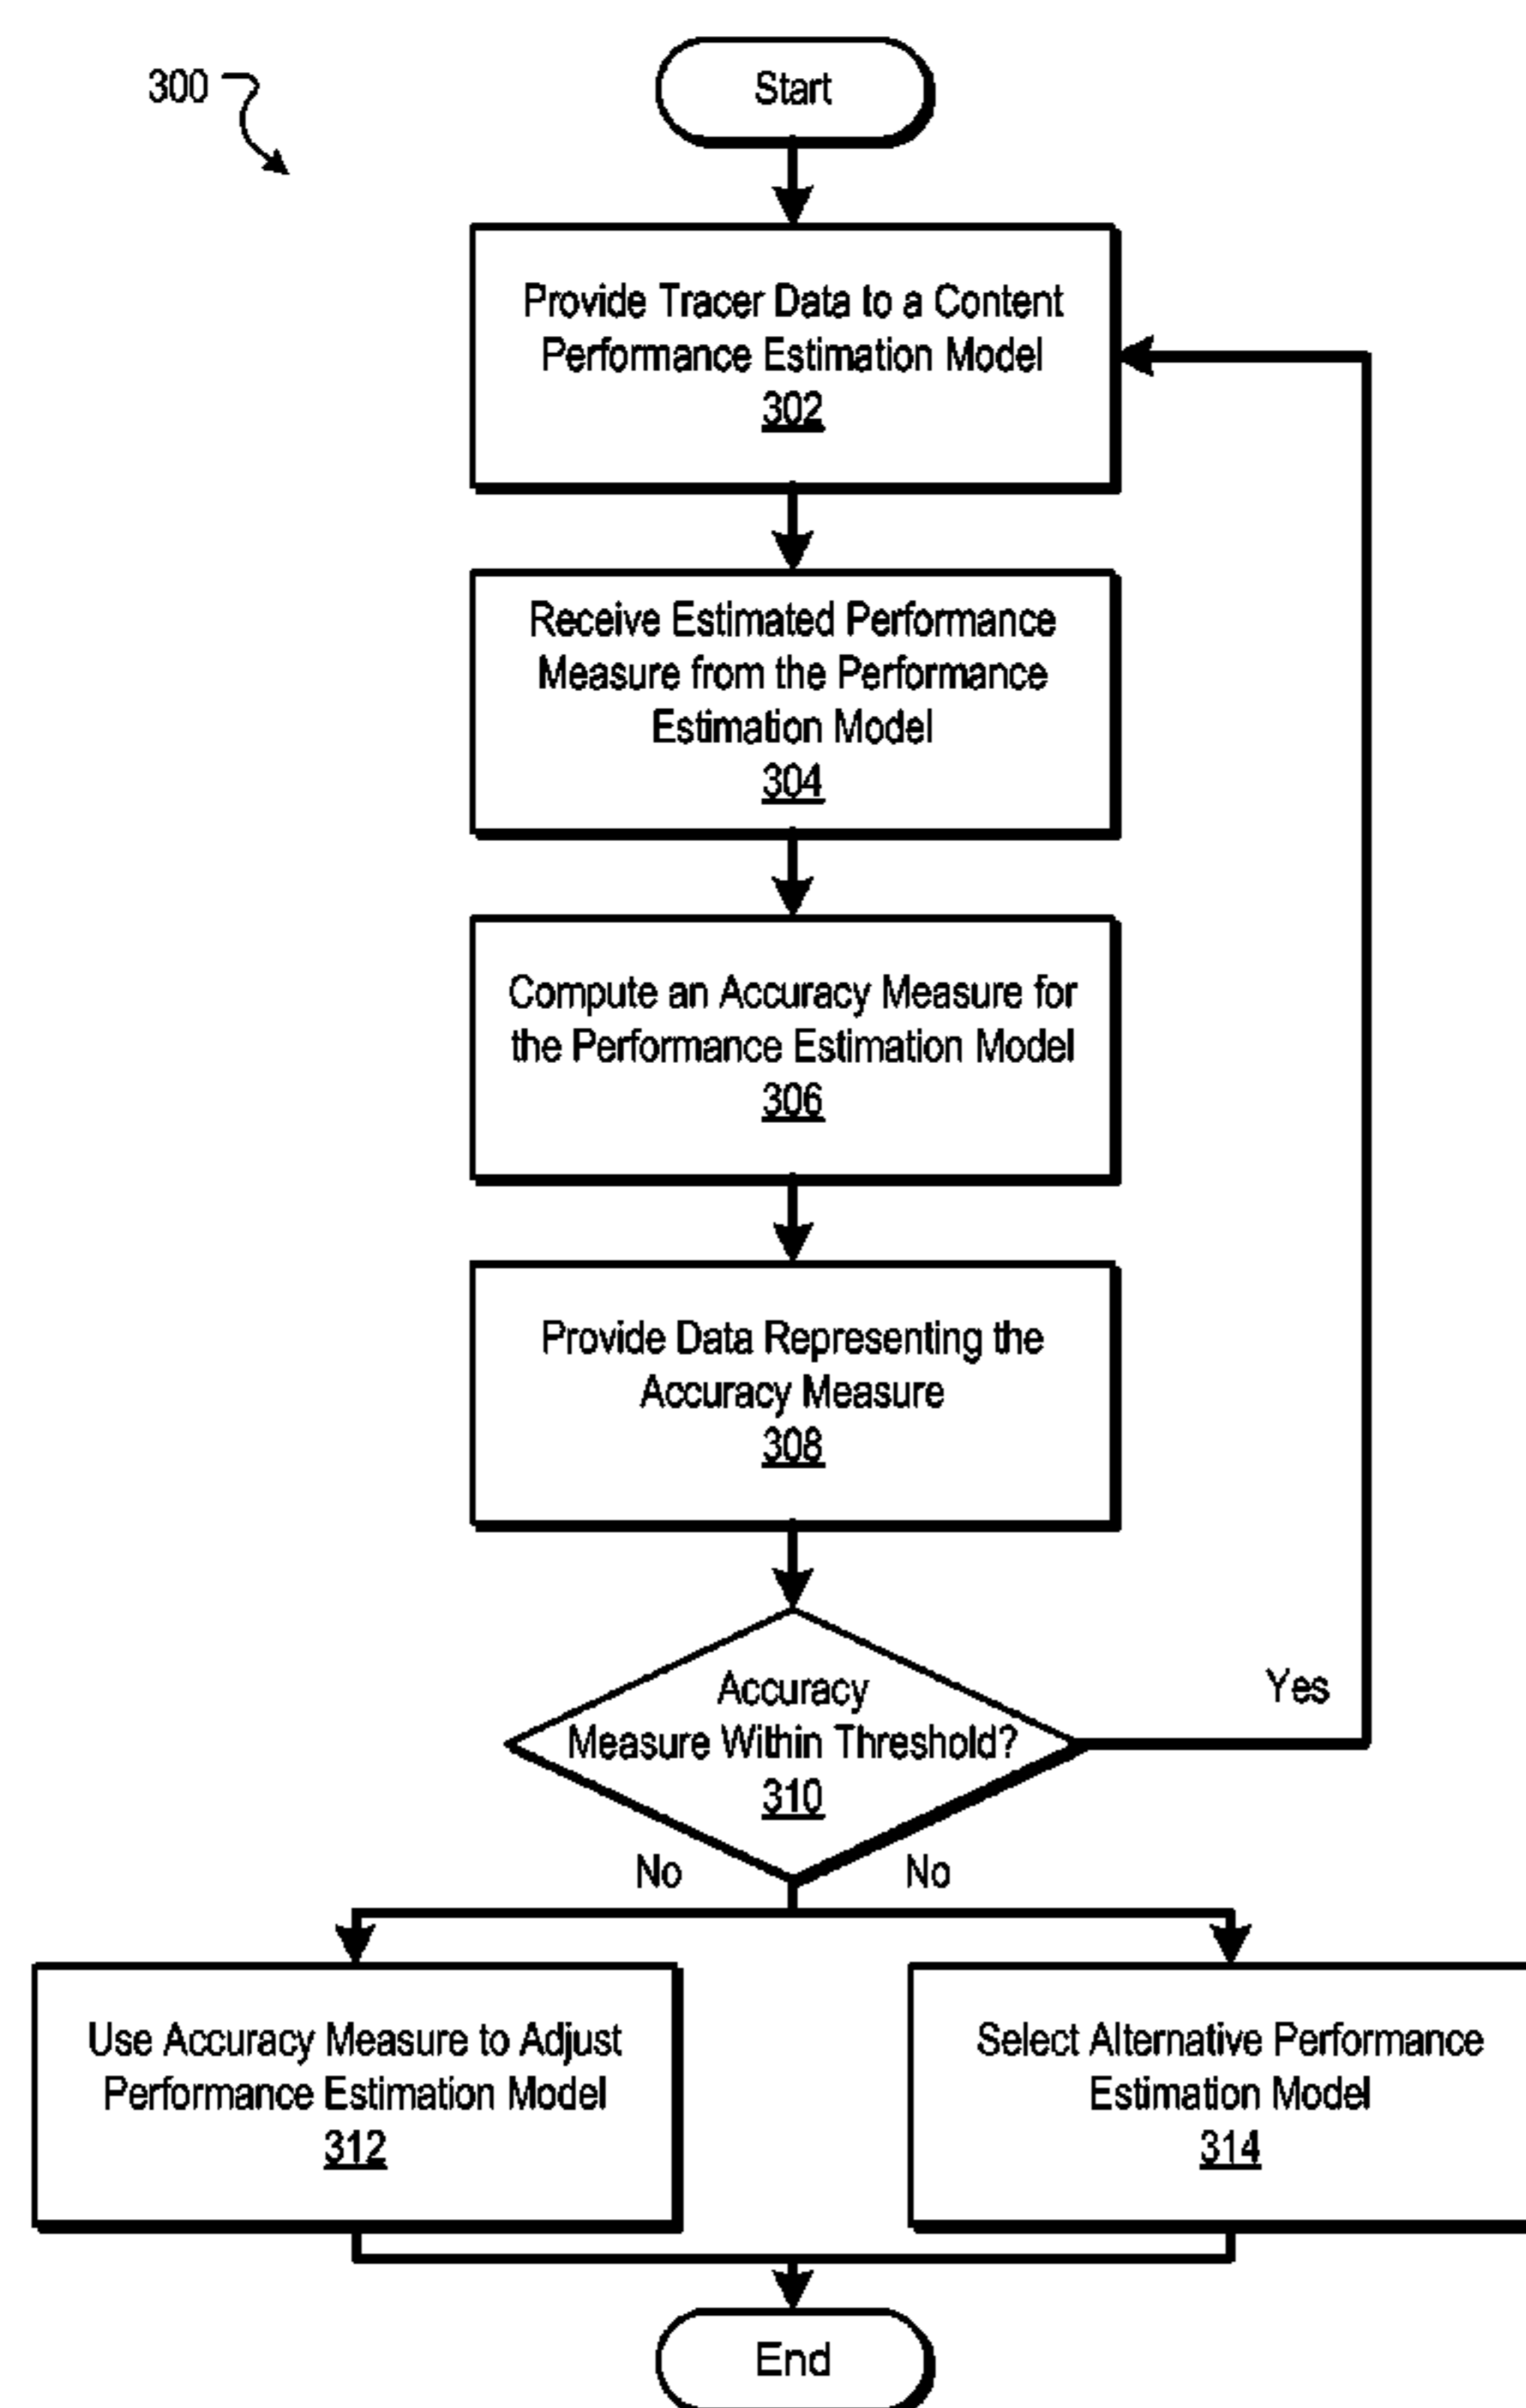 300
Start
Provide Tracer Data to a Content
Performance Estimation Model
302
Receive Estimated Performance
Measure from the Performance
Estimation Model
304
Compute an Accuracy Measure for
the Performance Estimation Model
306
Provide Data Representing the
Accuracy Measure
308
Accuracy
Measure Within Threshold?
310
Yes
No
No
Use Accuracy Measure to Adjust
Performance Estimation Model
312
Select Alternative Performance
Estimation Model
314
End